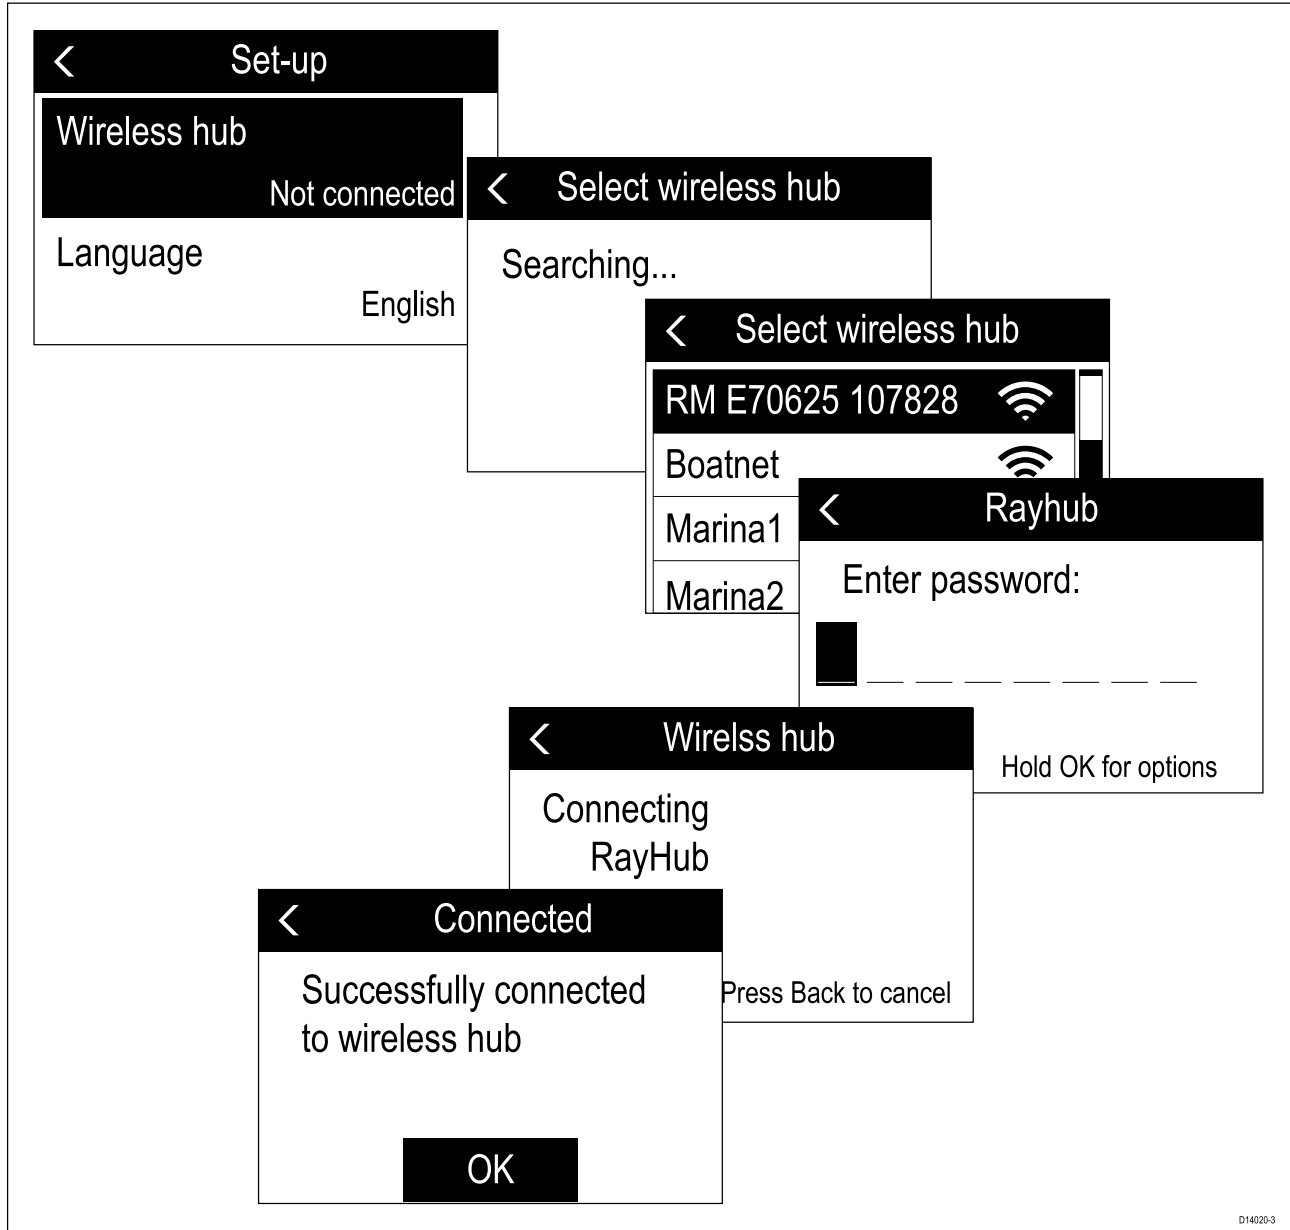 Set-up
Wireless hub
Not connected
Language
English
Select wireless hub
Searching...
Select wireless hub
RM E70625 107828
Boatnet
Marina1
Marina2
Rayhub
Enter password:
Hold OK for options
Wirelss hub
Connecting
RayHub
Press Back to cancel
Connected
Successfully connected
to wireless hub
OK
D14020-3